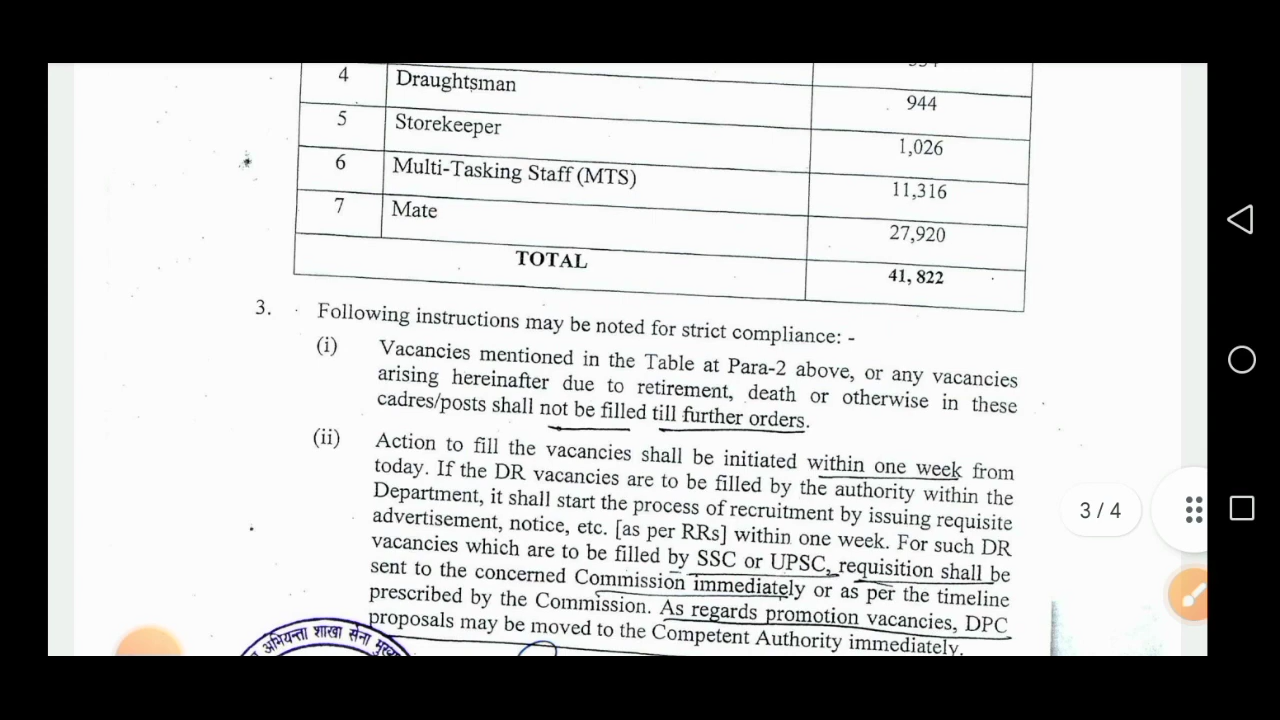 4 Draughtsman 944
5 Storekeeper 1,026
6 Multi-Tasking Staff (MTS) 11,316
7 Mate 27,920
TOTAL 41, 822
3. Following instructions may be noted for strict compliance: -
(i) Vacancies mentioned in the Table at Para-2 above, or any vacancies
arising hereinafter due to retirement, death or otherwise in these
cadres/posts shall not be filled till further orders.
(ii) Action to fill the vacancies shall be initiated within one week from
today. If the DR vacancies are to be filled by the authority within the
Department, it shall start the process of recruitment by issuing requisite
advertisement, notice, etc. [as per RRs] within one week. For such DR
vacancies which are to be filled by SSC or UPSC, requisition shall be
sent to the concerned Commission immediately or as per the timeline
prescribed by the Commission. As regards promotion vacancies, DPC
proposals may be moved to the Competent Authority immediately.
3 / 4
अभियन्ता शाखा सेना